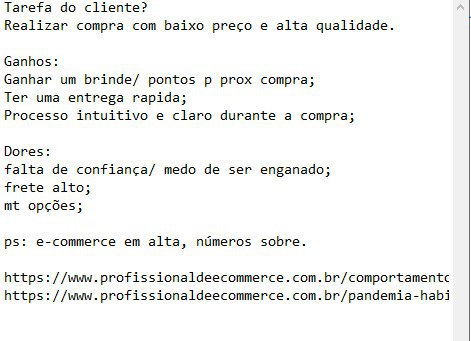 Tarefa do cliente?
Realizar compra com baixo preço e alta qualidade.
Ganhos:
Ganhar um brinde/ pontos p prox compra;
Ter uma entrega rapida;
Processo intuitivo e claro durante a compra;
Dores:
falta de confiança/ medo de ser enganado;
frete alto;
mt opções;
ps: e-commerce em alta, números sobre.
https://www.profissionaldeecommerce.com.br/comportamento
https://www.profissionaldeecommerce.com.br/pandemia-habi